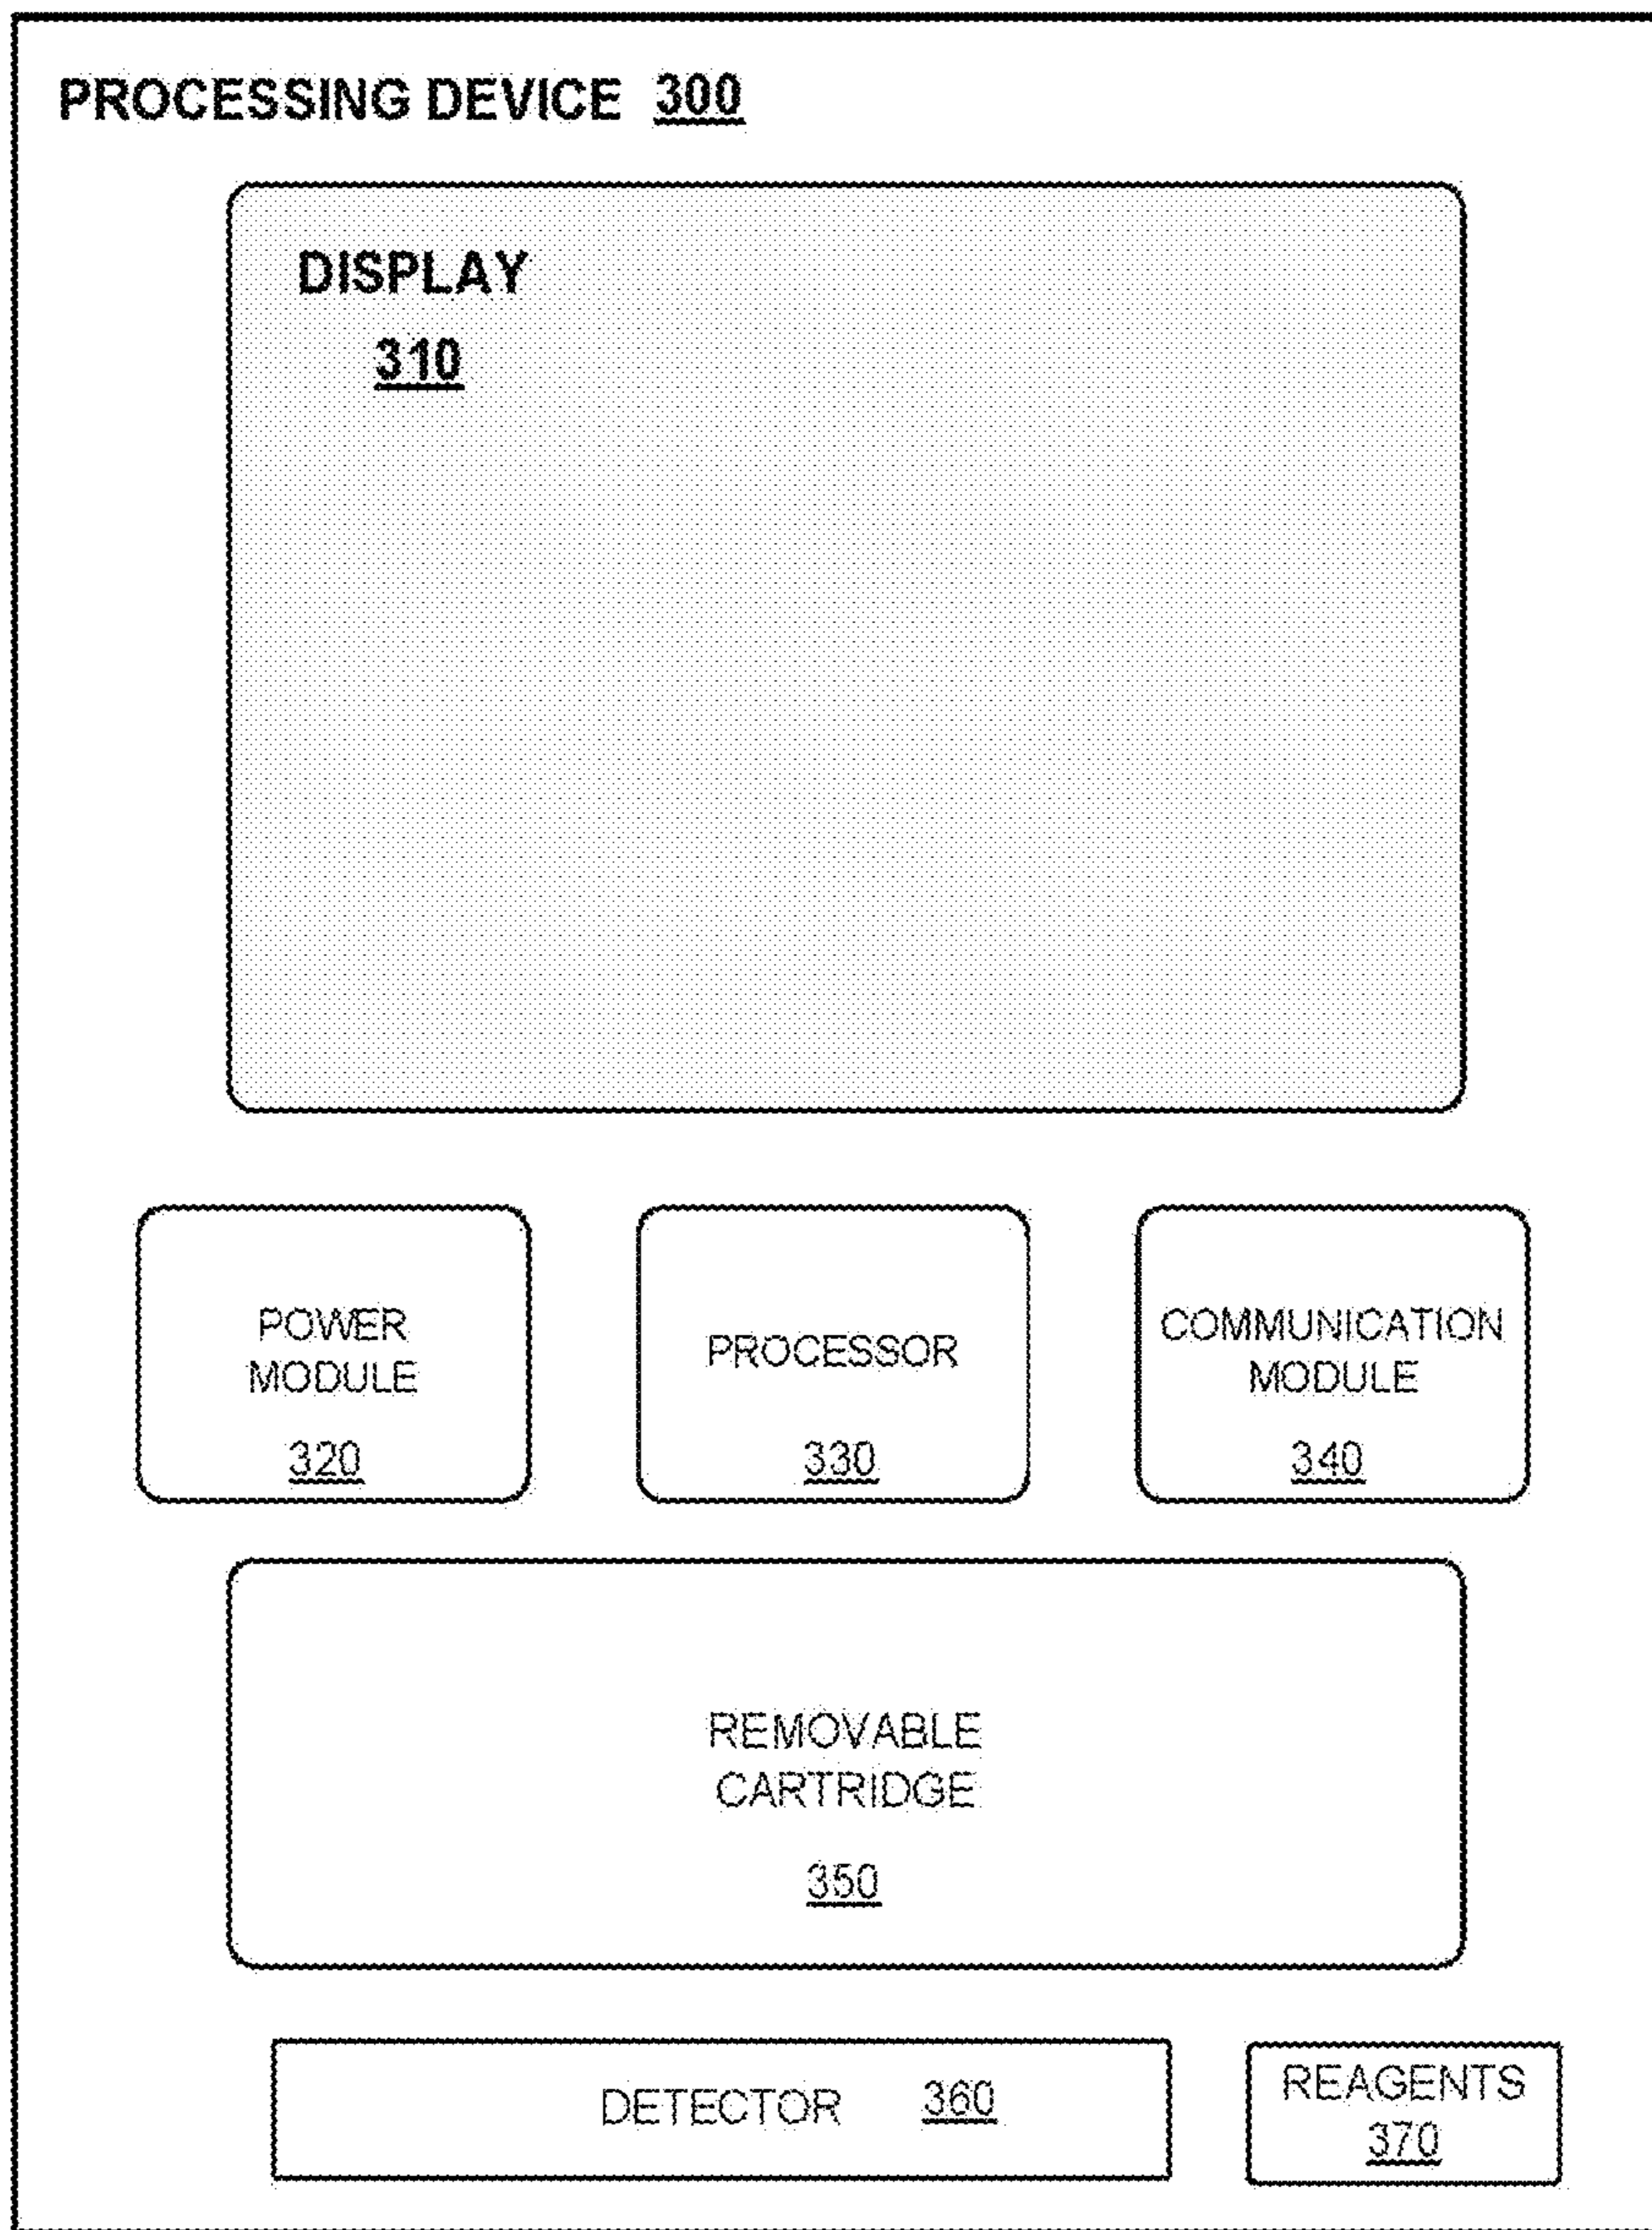 PROCESSING DEVICE 300
DISPLAY
310
POWER
MODULE
320
PROCESSOR
330
COMMUNICATION
MODULE
340
REMOVABLE
CARTRIDGE
350
DETECTOR 360
REAGENTS
370